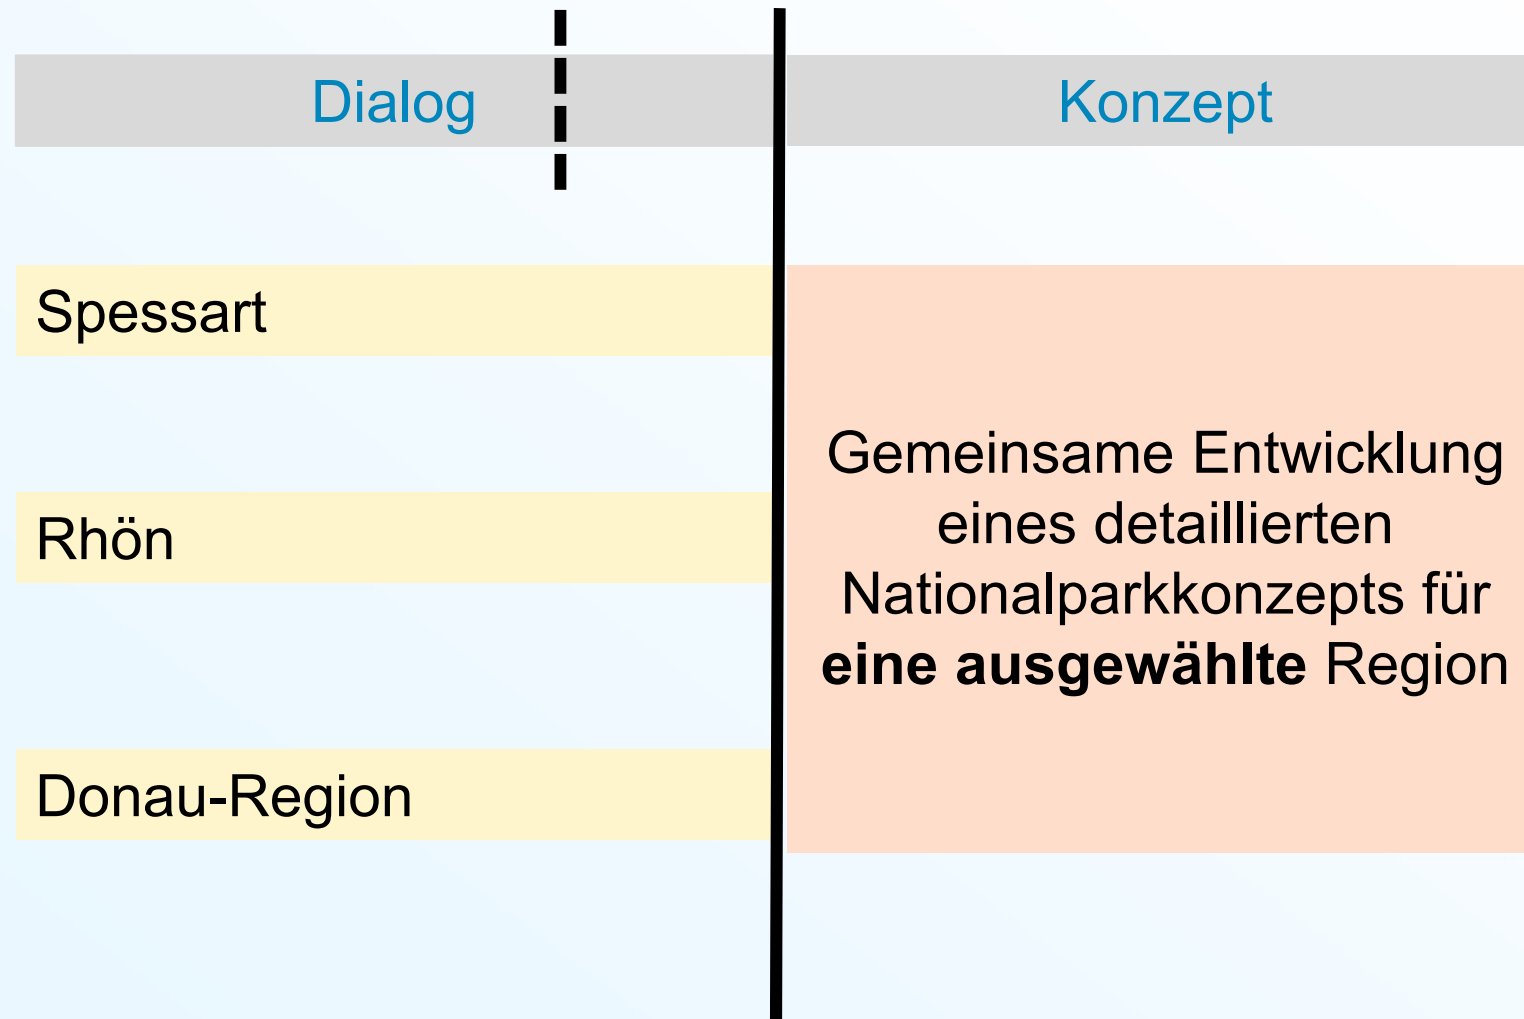 Dialog
Konzept
Spessart
Rhön
Donau-Region
Gemeinsame Entwicklung
eines detaillierten
Nationalparkkonzepts für
eine ausgewählte Region